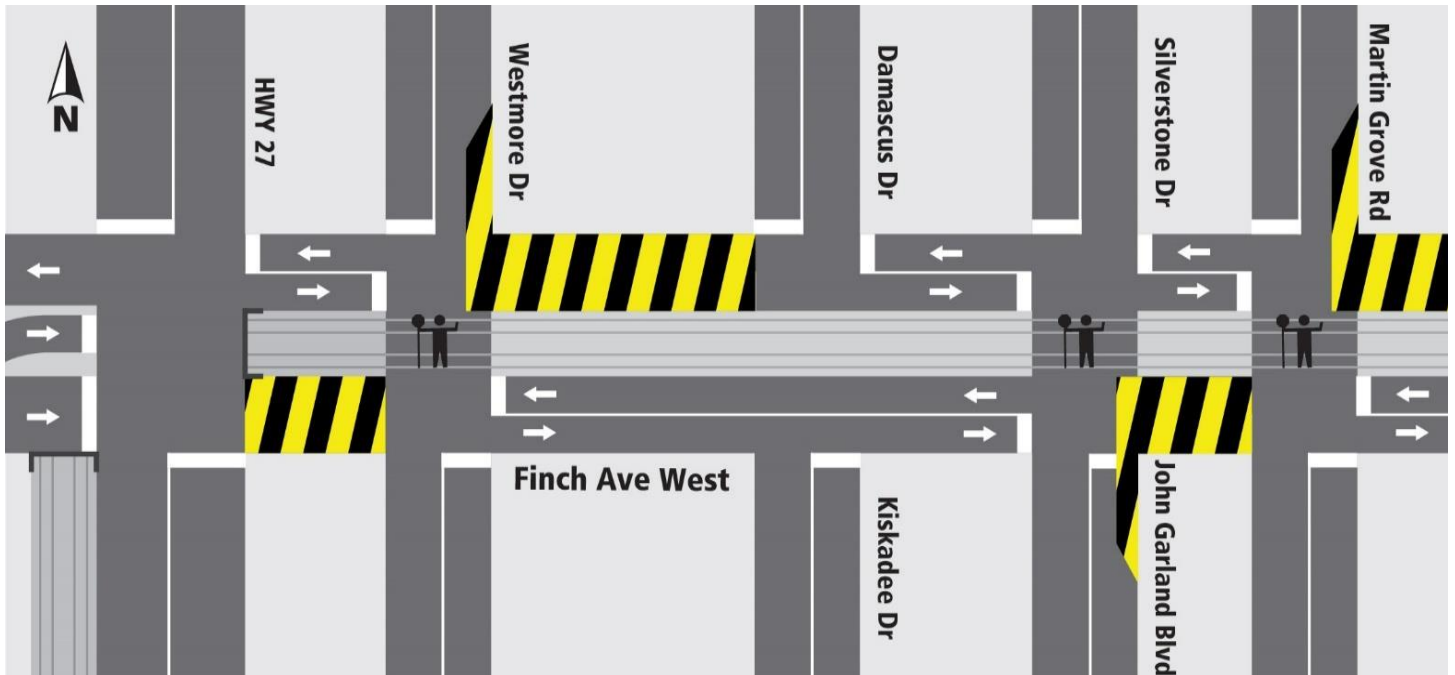 N
HWY 27
Westmore Dr
Damascus Dr
Silverstone Dr
Martin Grove Rd
Finch Ave West
Kiskadee Dr
John Garland Blvd